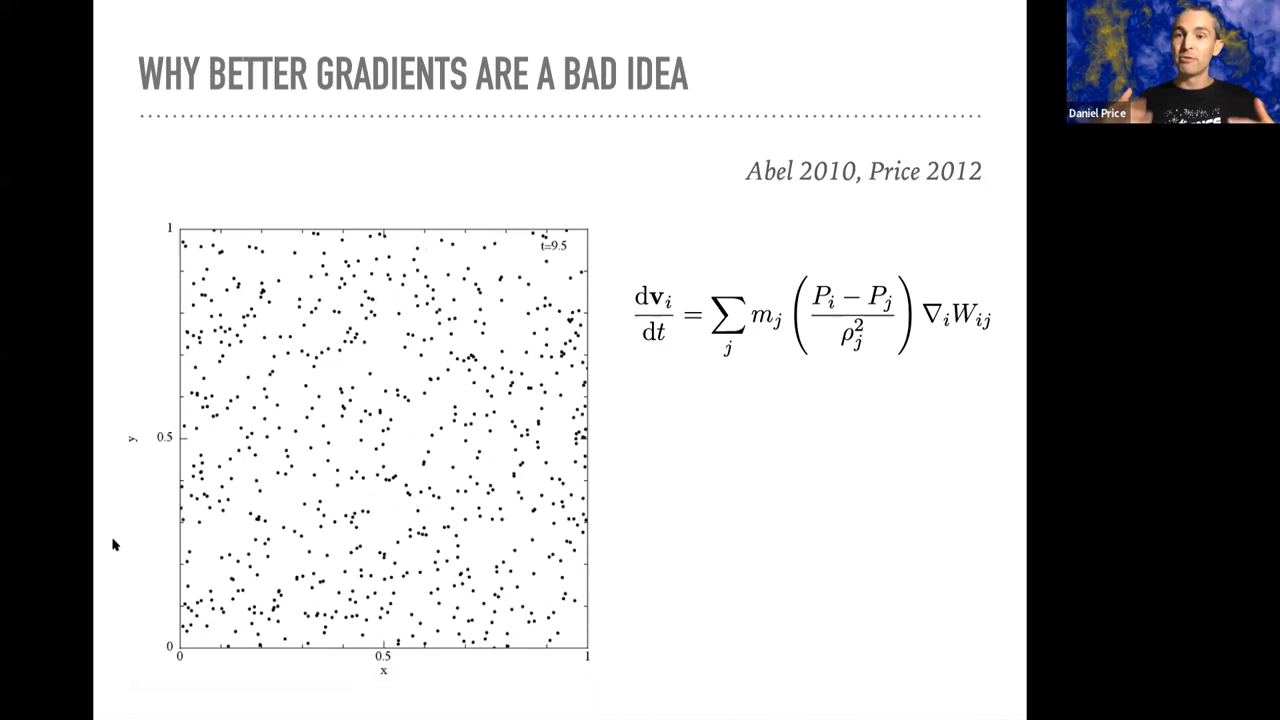 WHY BETTER GRADIENTS ARE A BAD IDEA
Daniel Price
Abel 2010, Price 2012
1
t=9.5
dv_i/dt = ∑_j m_j ( (P_i − P_j) / ρ_j^2 ) ∇_i W_ij
y
0.5
0
0 0.5 1
x